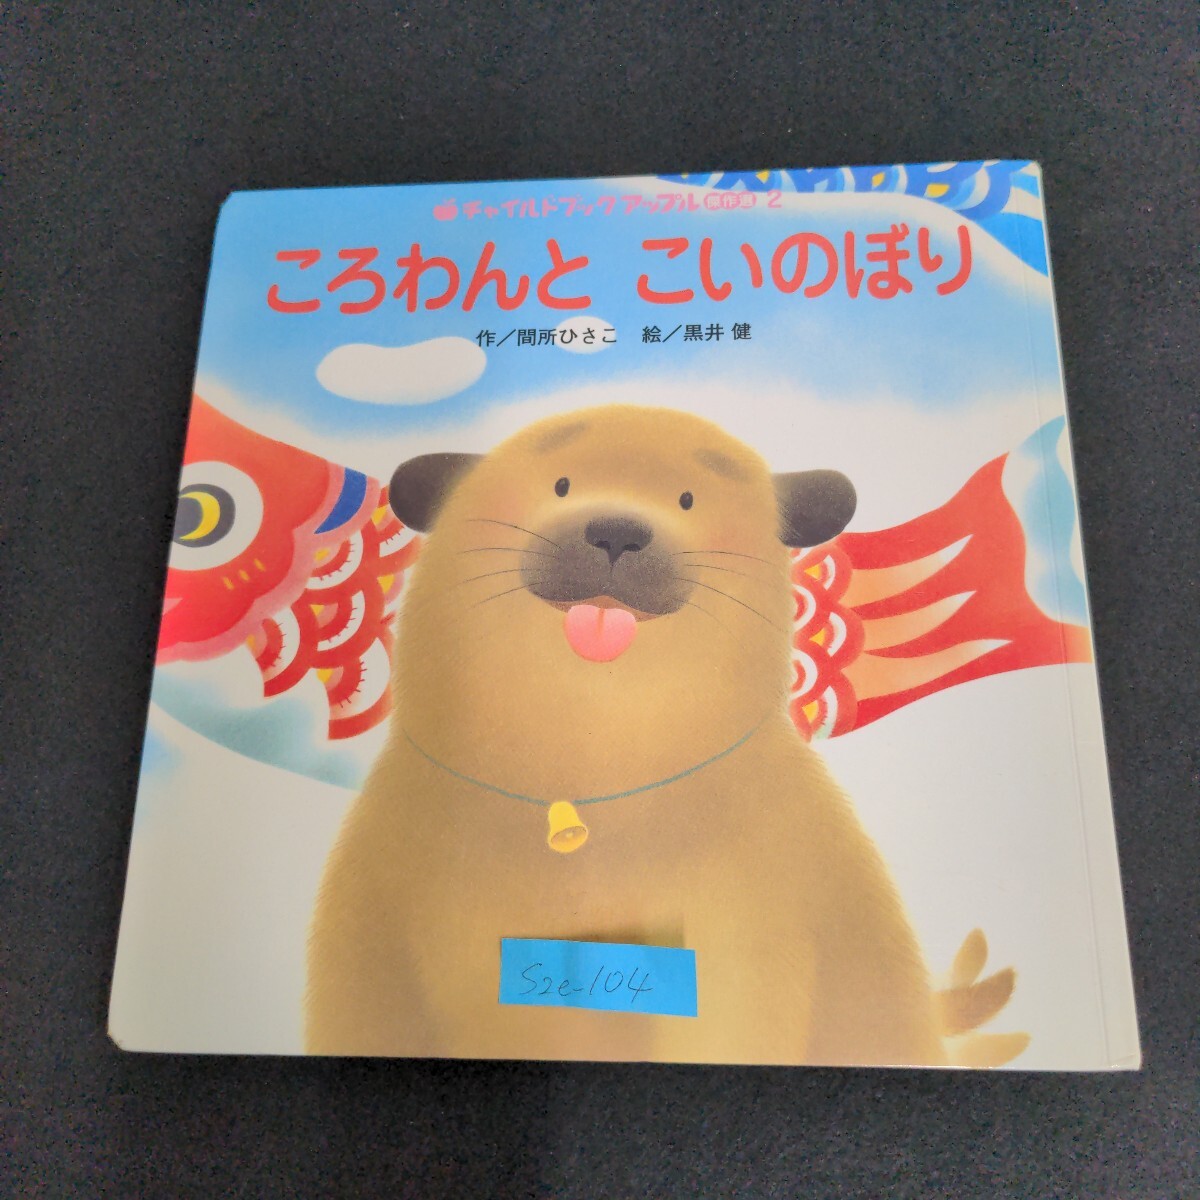 チャイルドブックアップル 傑作選 2
ころわんと こいのぼり
作／間所ひさこ 絵／黒井 健
S2e-104